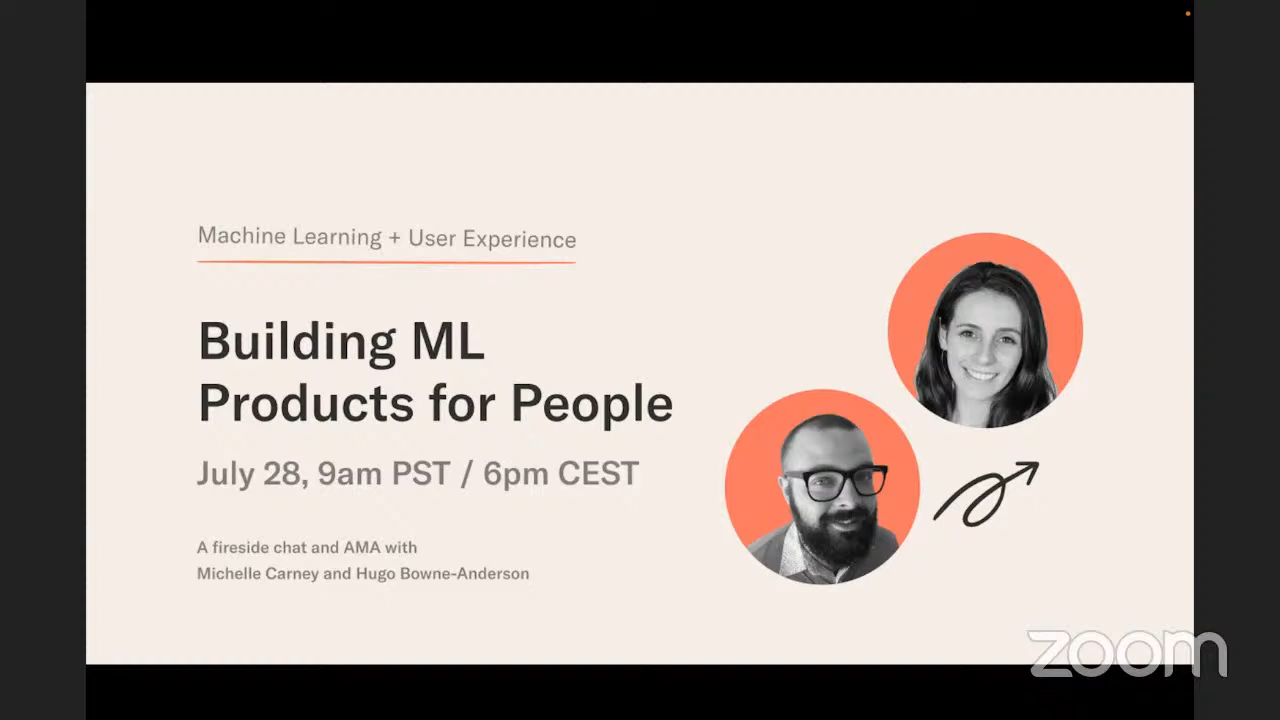 Machine Learning + User Experience
Building ML
Products for People
July 28, 9am PST / 6pm CEST
A fireside chat and AMA with
Michelle Carney and Hugo Bowne-Anderson
zoom